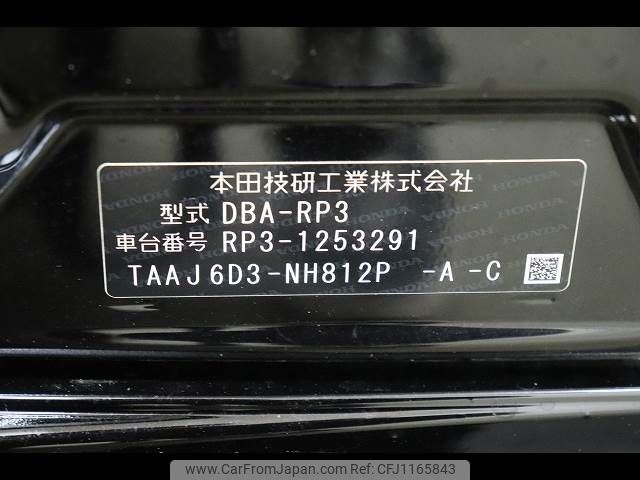 本田技研工業株式会社
型式 DBA-RP3
車台番号 RP3-1253291
TAAJ6D3-NH812P -A -C
www.CarFromJapan.com CFJ1165843